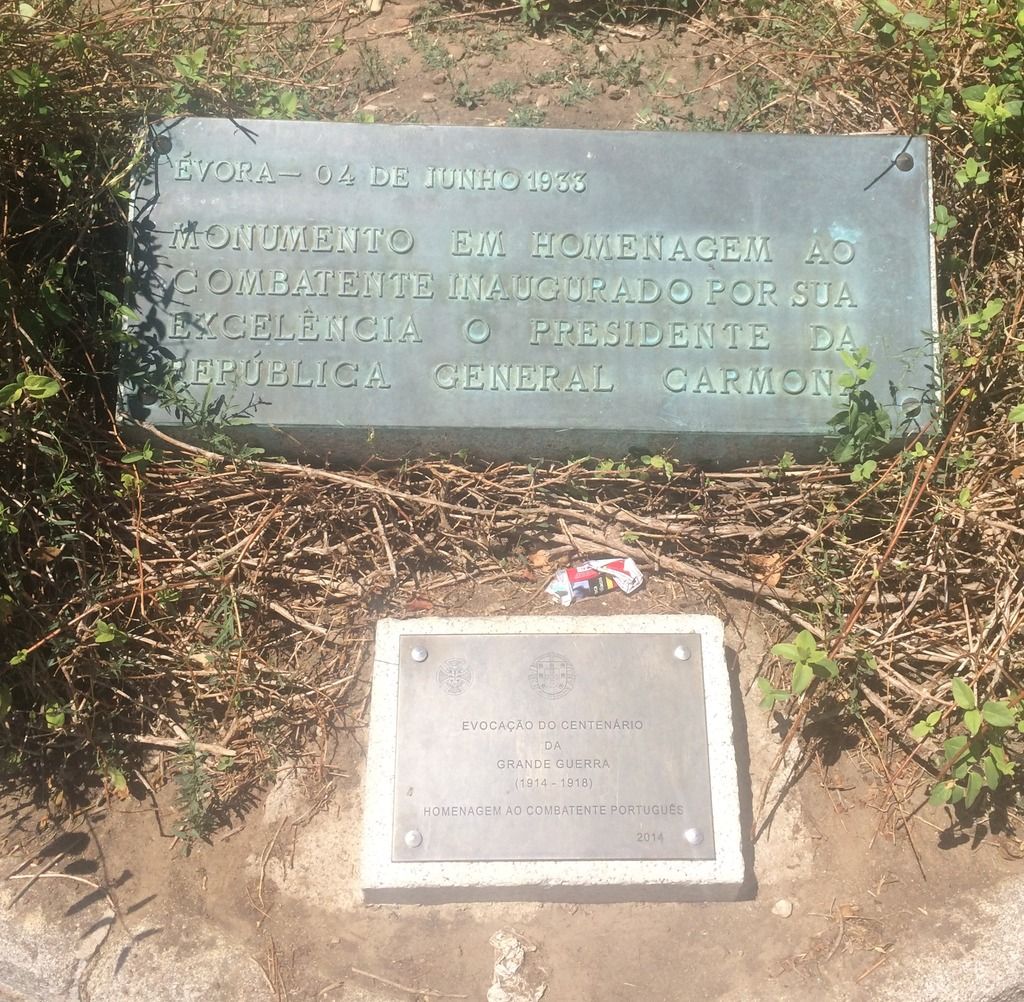 ÉVORA — 04 DE JUNHO 1933
MONUMENTO EM HOMENAGEM AO
COMBATENTE INAUGURADO POR SUA
EXCELÊNCIA O PRESIDENTE DA
REPÚBLICA GENERAL CARMONA
EVOCAÇÃO DO CENTENÁRIO
DA
GRANDE GUERRA
(1914 - 1918)
HOMENAGEM AO COMBATENTE PORTUGUÊS
2014